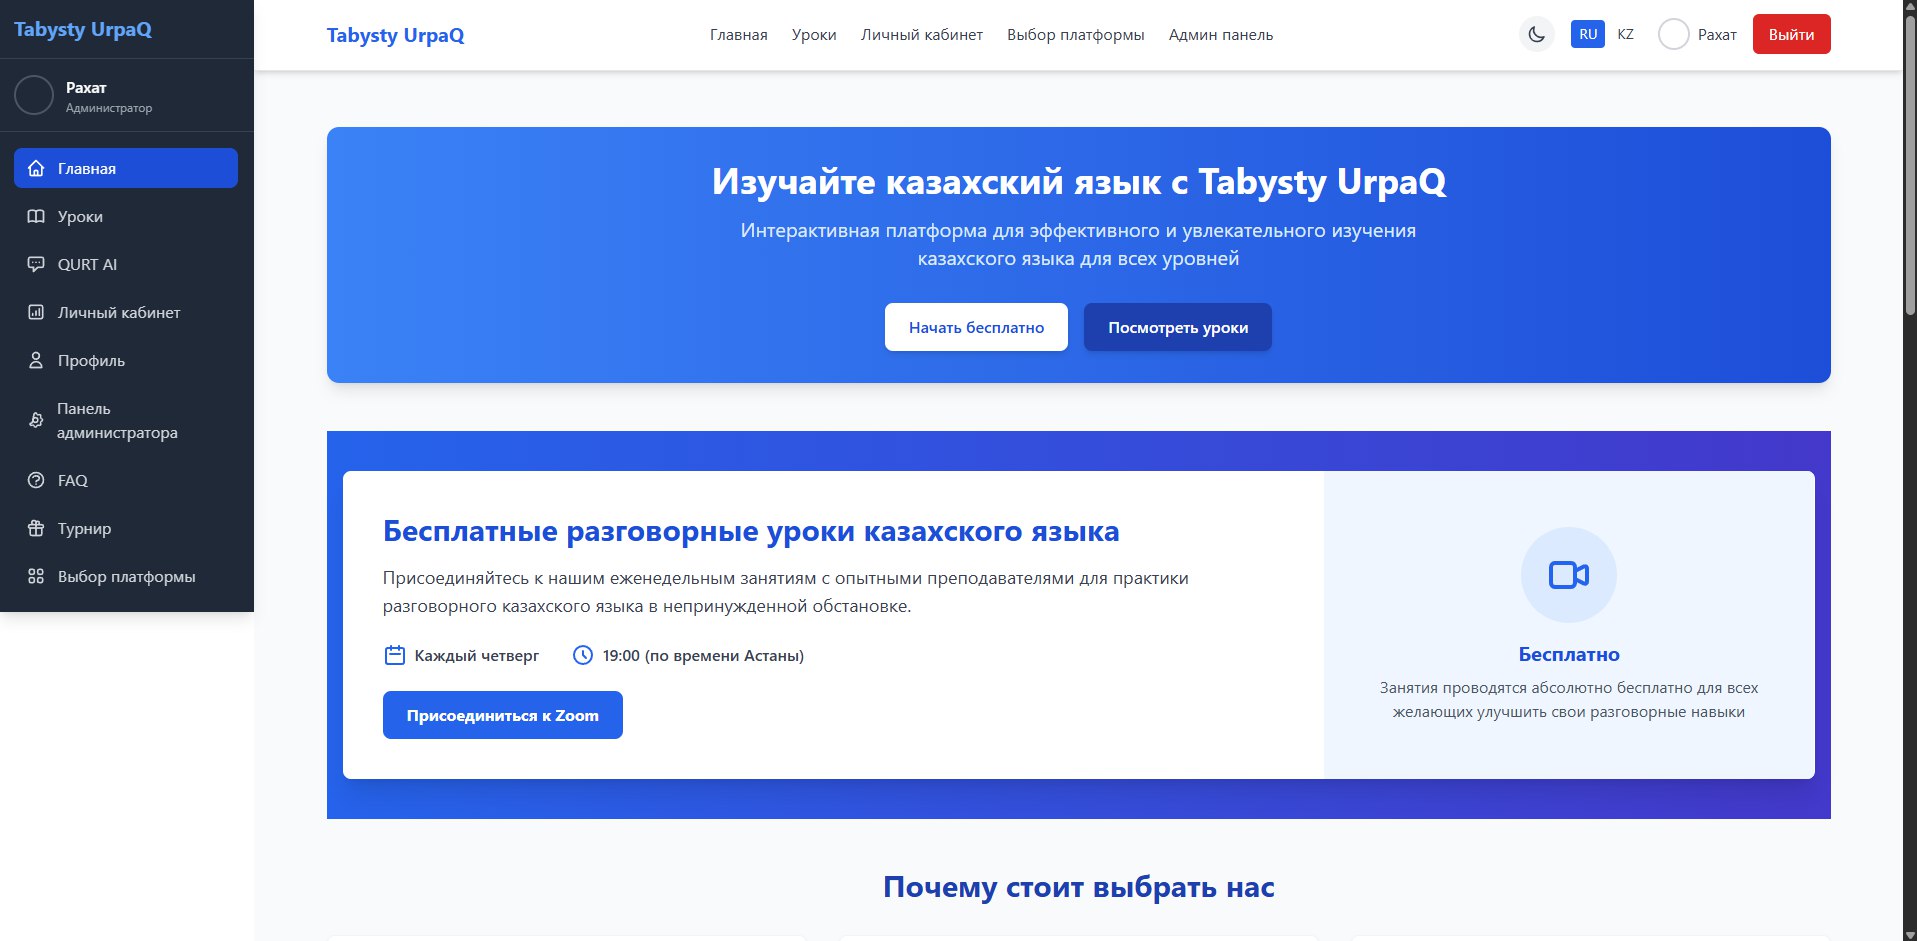 Tabysty UrpaQ
Рахат
Администратор
Главная
Уроки
QURT AI
Личный кабинет
Профиль
Панель
администратора
FAQ
Турнир
Выбор платформы
Tabysty UrpaQ
Главная Уроки Личный кабинет Выбор платформы Админ панель
RU KZ Рахат Выйти
Изучайте казахский язык с Tabysty UrpaQ
Интерактивная платформа для эффективного и увлекательного изучения
казахского языка для всех уровней
Начать бесплатно Посмотреть уроки
Бесплатные разговорные уроки казахского языка
Присоединяйтесь к нашим еженедельным занятиям с опытными преподавателями для практики
разговорного казахского языка в непринужденной обстановке.
Каждый четверг 19:00 (по времени Астаны)
Присоединиться к Zoom
Бесплатно
Занятия проводятся абсолютно бесплатно для всех
желающих улучшить свои разговорные навыки
Почему стоит выбрать нас